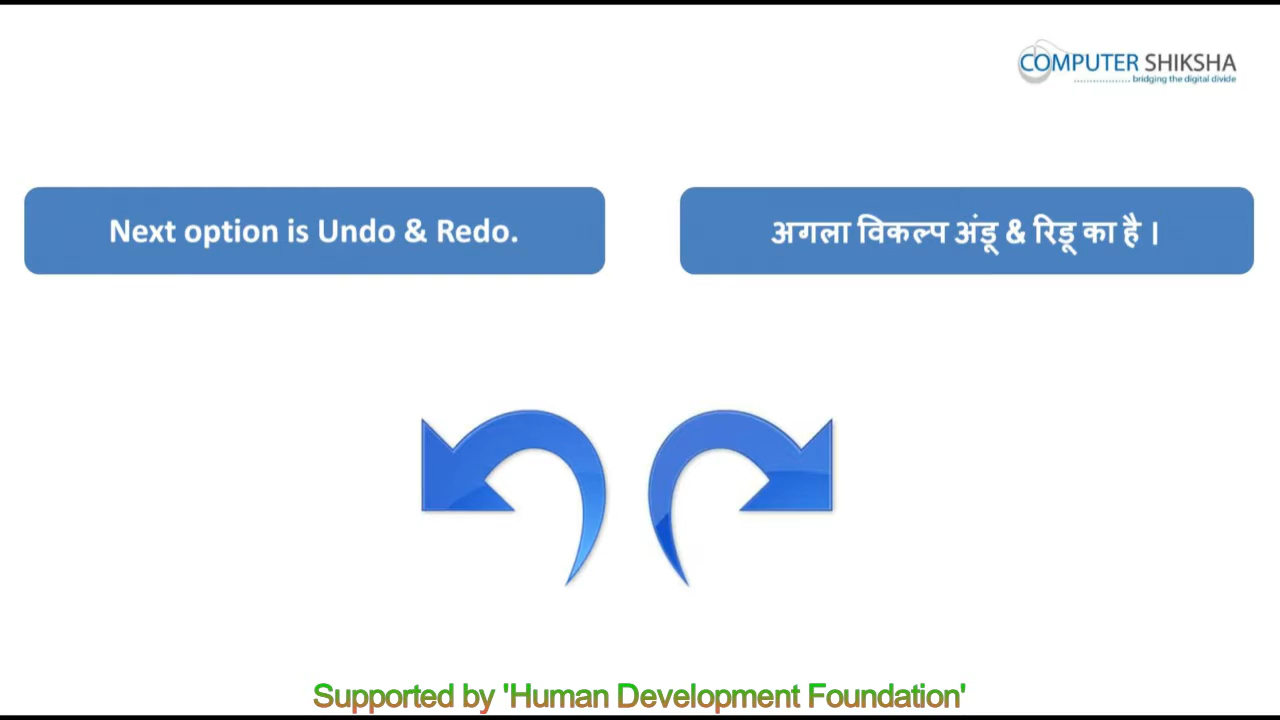 COMPUTER SHIKSHA
.................. bridging the digital divide
Next option is Undo & Redo.
अगला विकल्प अंडू & रिडू का है ।
Supported by 'Human Development Foundation'